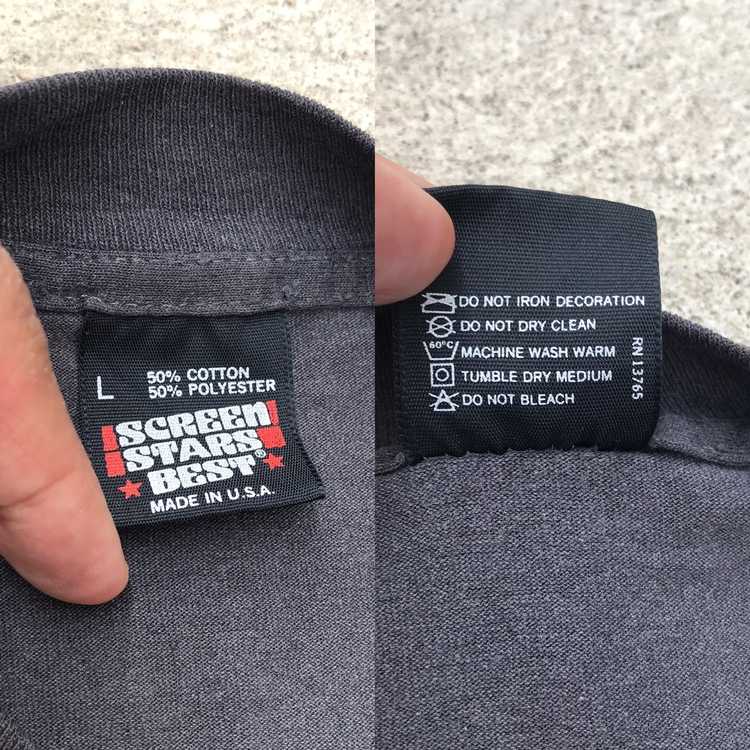 L
50% COTTON
50% POLYESTER
SCREEN
STARS
BEST®
MADE IN U.S.A.
DO NOT IRON DECORATION
DO NOT DRY CLEAN
60°C
MACHINE WASH WARM
TUMBLE DRY MEDIUM
DO NOT BLEACH
RN 13765